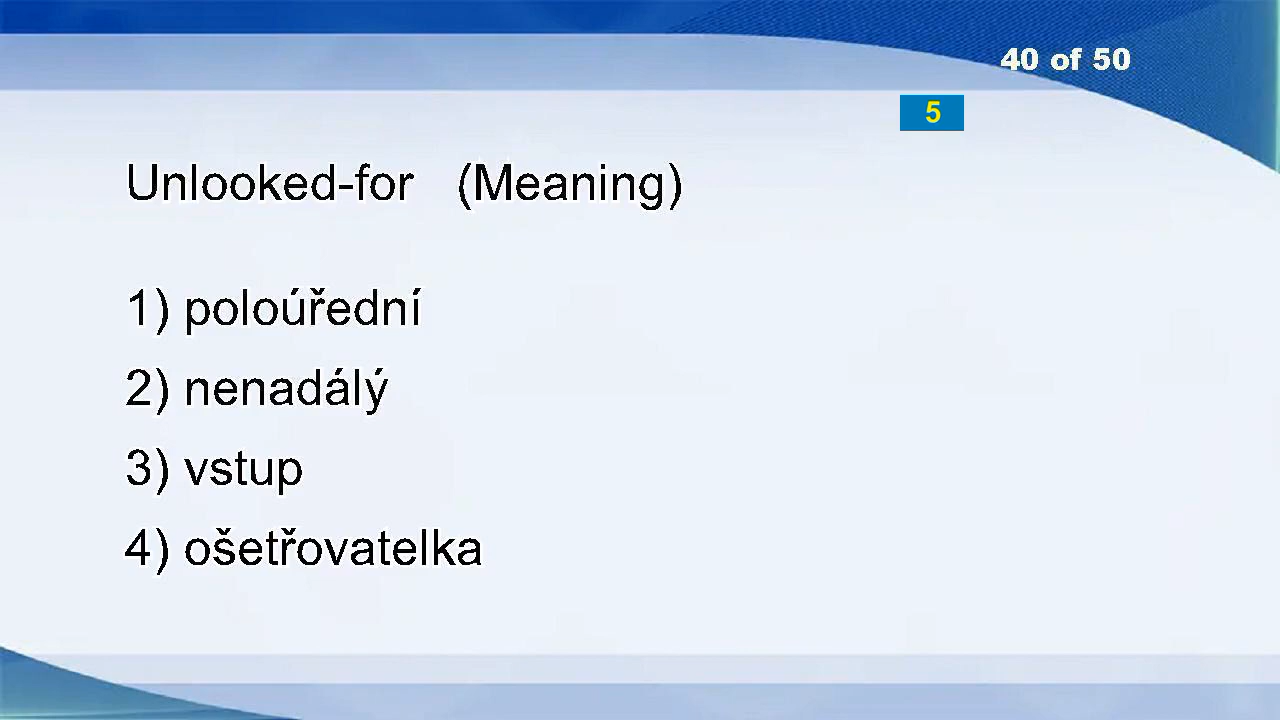 40 of 50
5
Unlooked-for (Meaning)
1) poloúřední
2) nenadálý
3) vstup
4) ošetřovatelka